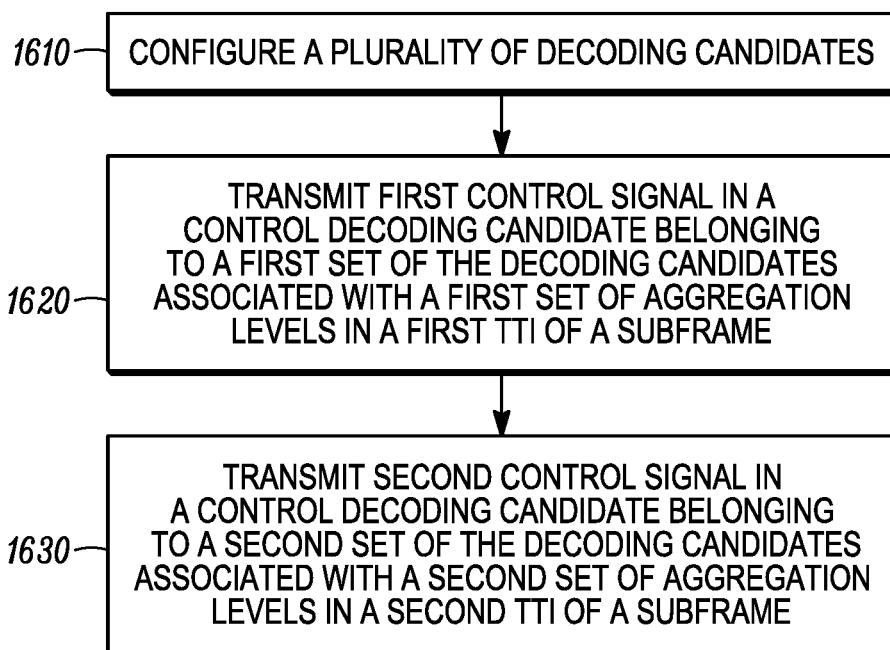 1610
CONFIGURE A PLURALITY OF DECODING CANDIDATES
1620
TRANSMIT FIRST CONTROL SIGNAL IN A
CONTROL DECODING CANDIDATE BELONGING
TO A FIRST SET OF THE DECODING CANDIDATES
ASSOCIATED WITH A FIRST SET OF AGGREGATION
LEVELS IN A FIRST TTI OF A SUBFRAME
1630
TRANSMIT SECOND CONTROL SIGNAL IN
A CONTROL DECODING CANDIDATE BELONGING
TO A SECOND SET OF THE DECODING CANDIDATES
ASSOCIATED WITH A SECOND SET OF AGGREGATION
LEVELS IN A SECOND TTI OF A SUBFRAME